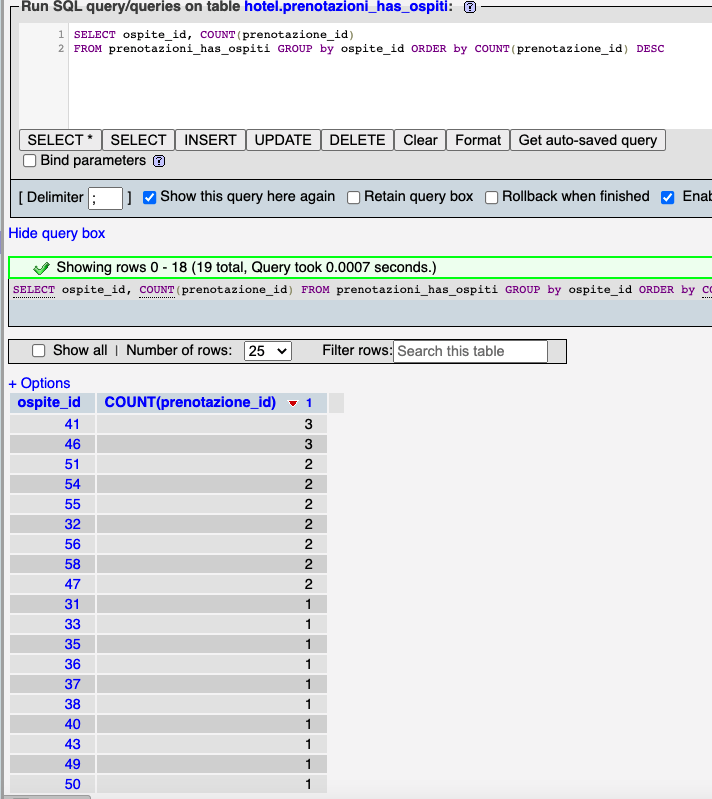 Run SQL query/queries on table hotel.prenotazioni_has_ospiti:
1 SELECT ospite_id, COUNT(prenotazione_id)
2 FROM prenotazioni_has_ospiti GROUP by ospite_id ORDER by COUNT(prenotazione_id) DESC
SELECT * SELECT INSERT UPDATE DELETE Clear Format Get auto-saved query
Bind parameters
[ Delimiter ; ] Show this query here again Retain query box Rollback when finished Enab
Hide query box
Showing rows 0 - 18 (19 total, Query took 0.0007 seconds.)
SELECT ospite_id, COUNT(prenotazione_id) FROM prenotazioni_has_ospiti GROUP by ospite_id ORDER by CO
Show all | Number of rows: 25 Filter rows: Search this table
+ Options
ospite_id COUNT(prenotazione_id) 1
41 3
46 3
51 2
54 2
55 2
32 2
56 2
58 2
47 2
31 1
33 1
35 1
36 1
37 1
38 1
40 1
43 1
49 1
50 1